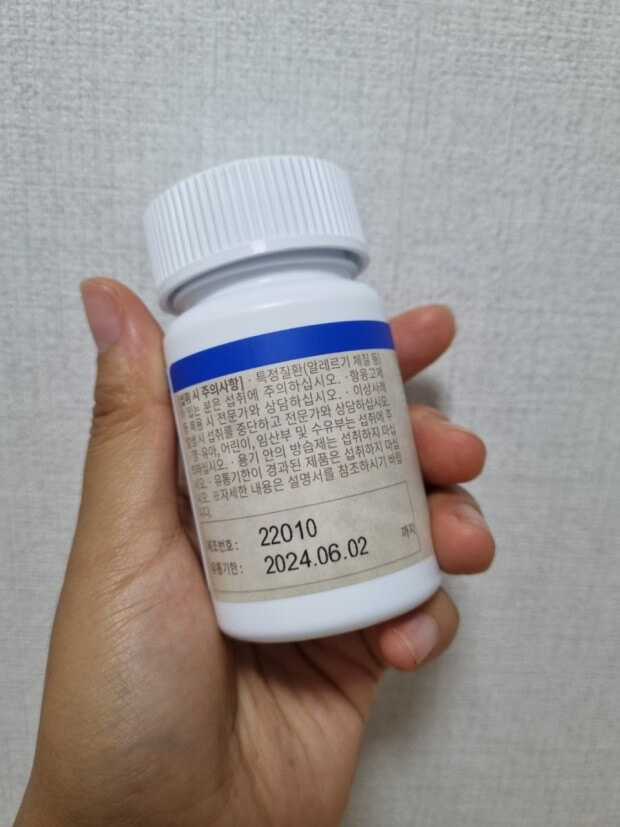 섭취 시 주의사항] · 특정질환(알레르기 체질 등)
있는 분은 섭취에 주의하십시오. · 항응고제
복용 시 전문가와 상담하십시오. · 이상사례
발생 시 섭취를 중단하고 전문가와 상담하십시오.
영유아, 어린이, 임산부 및 수유부는 섭취에 주
의하십시오. · 용기 안의 방습제는 섭취하지 마십
시오. · 유통기한이 경과된 제품은 섭취하지 마십
시오. ※자세한 내용은 설명서를 참조하시기 바랍
니다.
제조번호: 22010
유통기한: 2024.06.02 까지